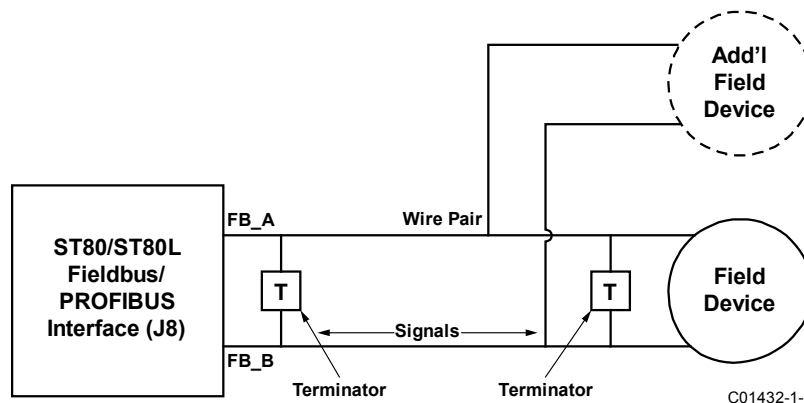 Add'l
Field
Device
FB_A
Wire Pair
ST80/ST80L
Fieldbus/
PROFIBUS
Interface (J8)
T
T
Field
Device
Signals
FB_B
Terminator
Terminator
C01432-1-